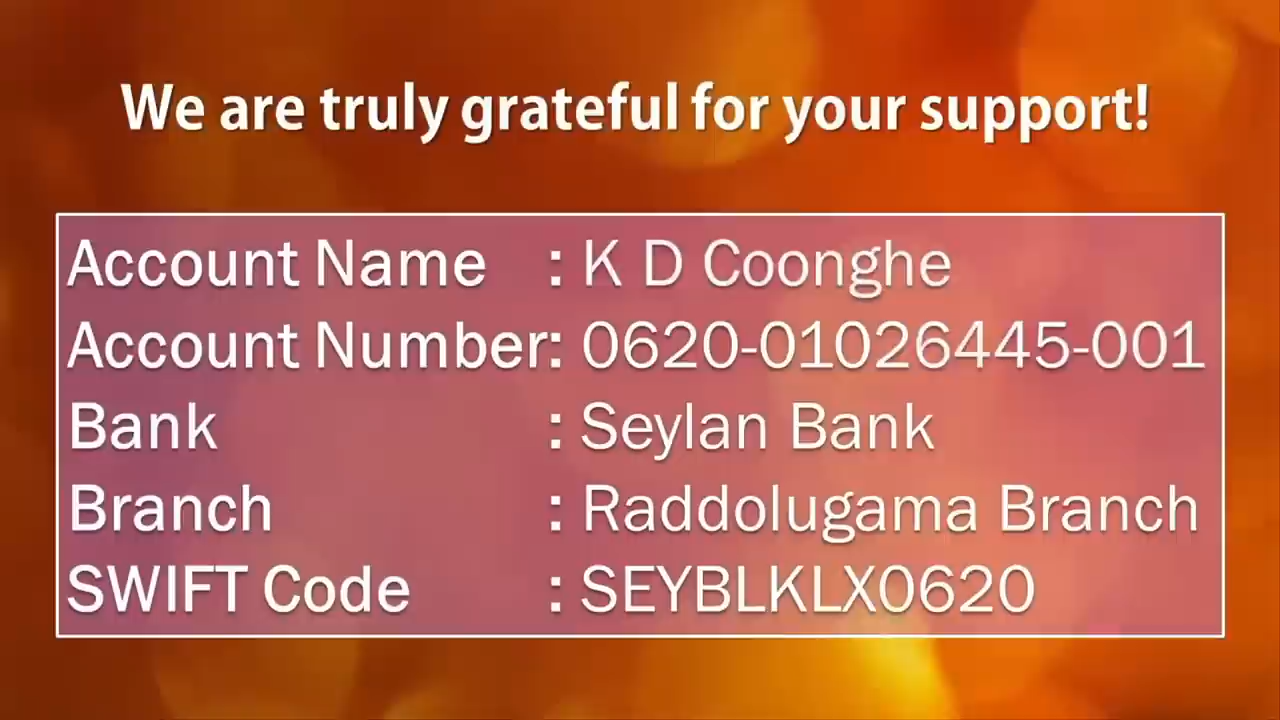 We are truly grateful for your support!
Account Name : K D Coonghe
Account Number: 0620-01026445-001
Bank : Seylan Bank
Branch : Raddolugama Branch
SWIFT Code : SEYBLKLX0620